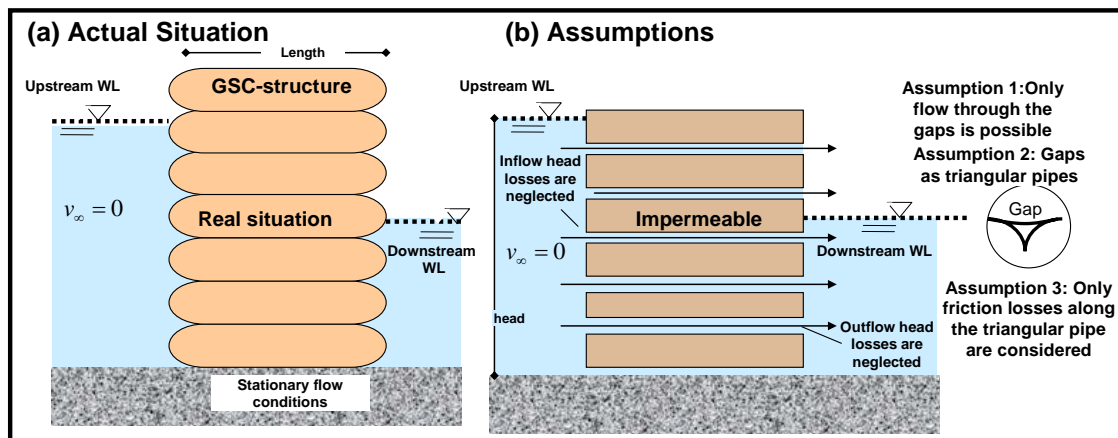 (a) Actual Situation
Length
GSC-structure
Upstream WL
v∞ = 0
Real situation
Downstream
WL
Stationary flow
conditions
(b) Assumptions
Upstream WL
Inflow head
losses are
neglected
Impermeable
v∞ = 0
Downstream WL
head
Outflow head
losses are
neglected
Assumption 1:Only
flow through the
gaps is possible
Assumption 2: Gaps
as triangular pipes
Gap
Assumption 3: Only
friction losses along
the triangular pipe
are considered